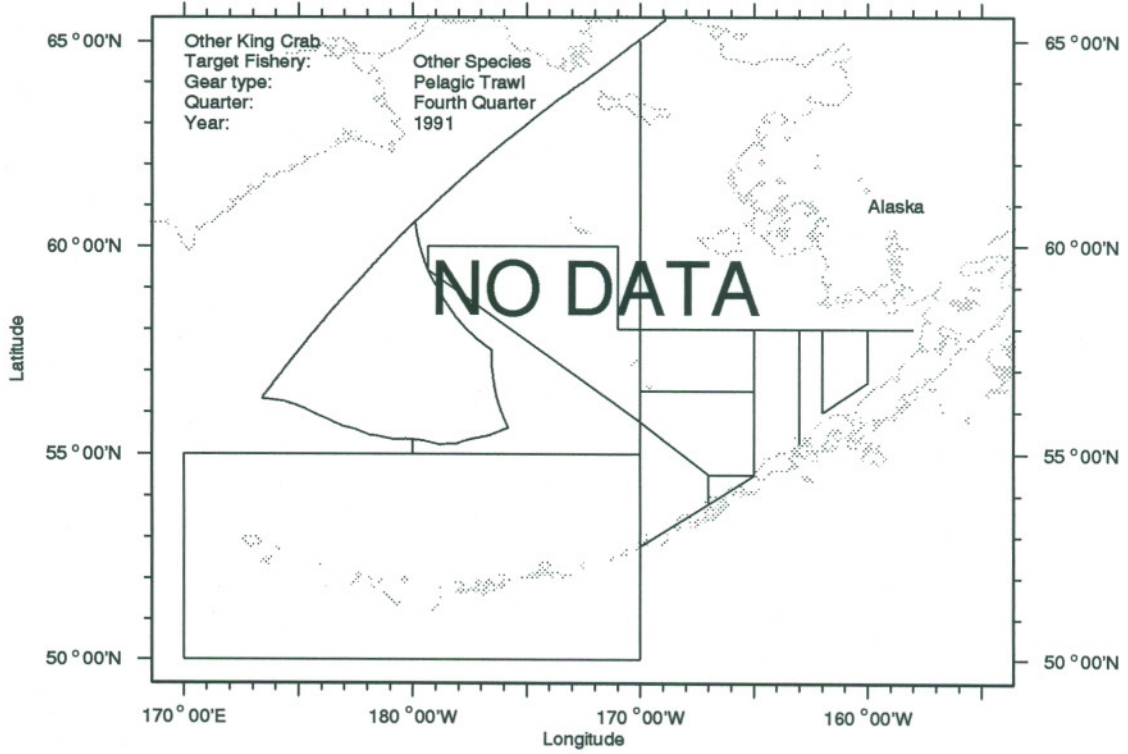 Other King Crab
Target Fishery: Other Species
Gear type: Pelagic Trawl
Quarter: Fourth Quarter
Year: 1991
65 °00'N 65 °00'N
Alaska
60 °00'N 60 °00'N
NO DATA
Latitude
55 °00'N 55 °00'N
50 °00'N 50 °00'N
170 °00'E 180 °00'W 170 °00'W 160 °00'W
Longitude